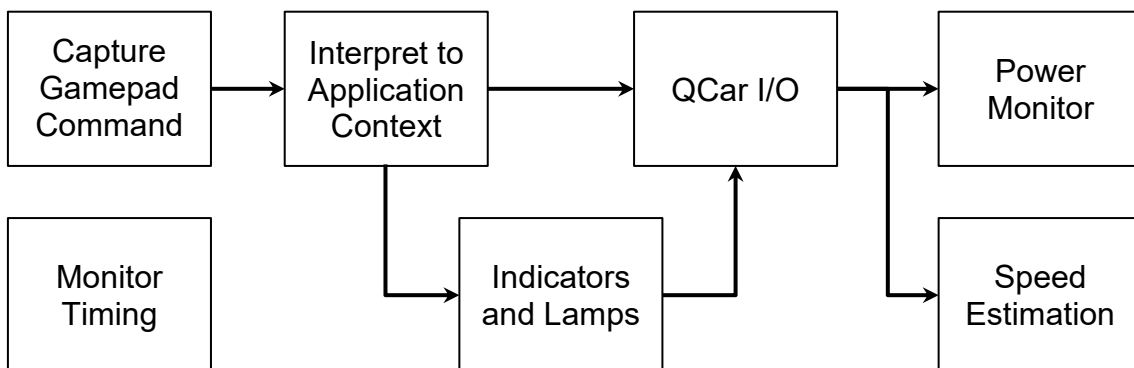 Capture
Gamepad
Command
Interpret to
Application
Context
QCar I/O
Power
Monitor
Monitor
Timing
Indicators
and Lamps
Speed
Estimation